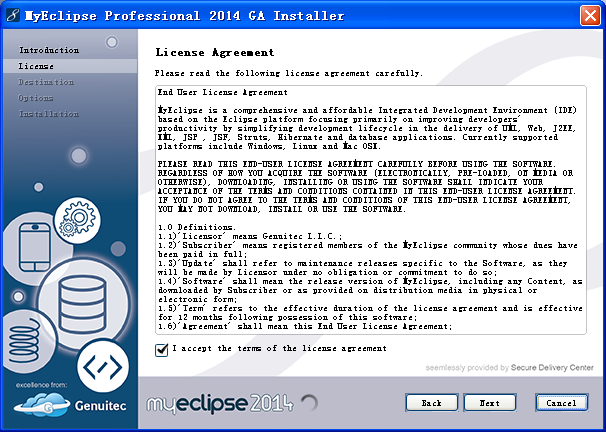 MyEclipse Professional 2014 GA Installer
Introduction
License
Destination
Options
Installation
License Agreement
Please read the following license agreement carefully.
End User License Agreement
MyEclipse is a comprehensive and affordable Integrated Development Environment (IDE)
based on the Eclipse platform focusing primarily on improving developers'
productivity by simplifying development lifecycle in the delivery of UML, Web, J2EE,
XML, JSP , JSF, Struts, Hibernate and database applications. Currently supported
platforms include Windows, Linux and Mac OSX.
PLEASE READ THIS END-USER LICENSE AGREEMENT CAREFULLY BEFORE USING THE SOFTWARE.
REGARDLESS OF HOW YOU ACQUIRE THE SOFTWARE (ELECTRONICALLY, PRE-LOADED, ON MEDIA OR
OTHERWISE), DOWNLOADING, INSTALLING OR USING THE SOFTWARE SHALL INDICATE YOUR
ACCEPTANCE OF THE TERMS AND CONDITIONS CONTAINED IN THIS END-USER LICENSE AGREEMENT.
IF YOU DO NOT AGREE TO THE TERMS AND CONDITIONS OF THIS END-USER LICENSE AGREEMENT,
YOU MAY NOT DOWNLOAD, INSTALL OR USE THE SOFTWARE.
1.0 Definitions.
1.1)'Licensor' means Genuitec L.L.C.;
1.2)'Subscriber' means registered members of the MyEclipse community whose dues have
been paid in full;
1.3)'Update' shall refer to maintenance releases specific to the Software, as they
will be made by Licensor under no obligation or commitment to do so;
1.4)'Software' shall mean the release version of MyEclipse, including any Content, as
downloaded by Subscriber or as provided on distribution media in physical or
electronic form;
1.5)'Term' refers to the effective duration of the license agreement and is effective
for 12 months following possession of this software;
1.6)'Agreement' shall mean this End User License Agreement;
I accept the terms of the license agreement
seemlessly provided by Secure Delivery Center
excellence from:
Genuitec
myeclipse 2014
Back
Next
Cancel